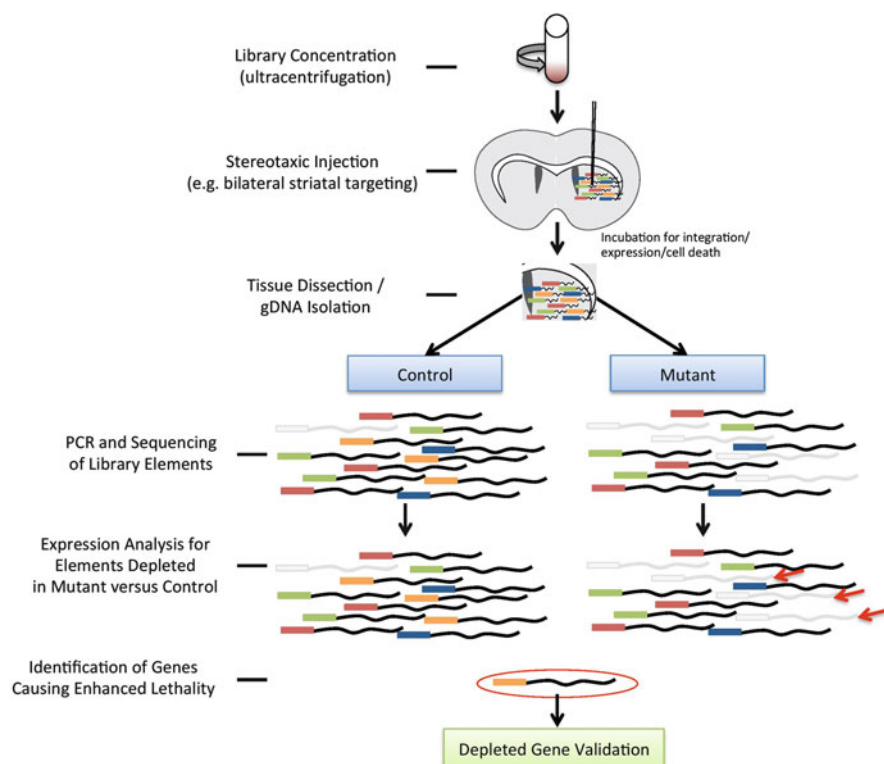 Library Concentration
(ultracentrifugation)
Stereotaxic Injection
(e.g. bilateral striatal targeting)
Incubation for integration/
expression/cell death
Tissue Dissection /
gDNA Isolation
Control
Mutant
PCR and Sequencing
of Library Elements
Expression Analysis for
Elements Depleted
in Mutant versus Control
Identification of Genes
Causing Enhanced Lethality
Depleted Gene Validation